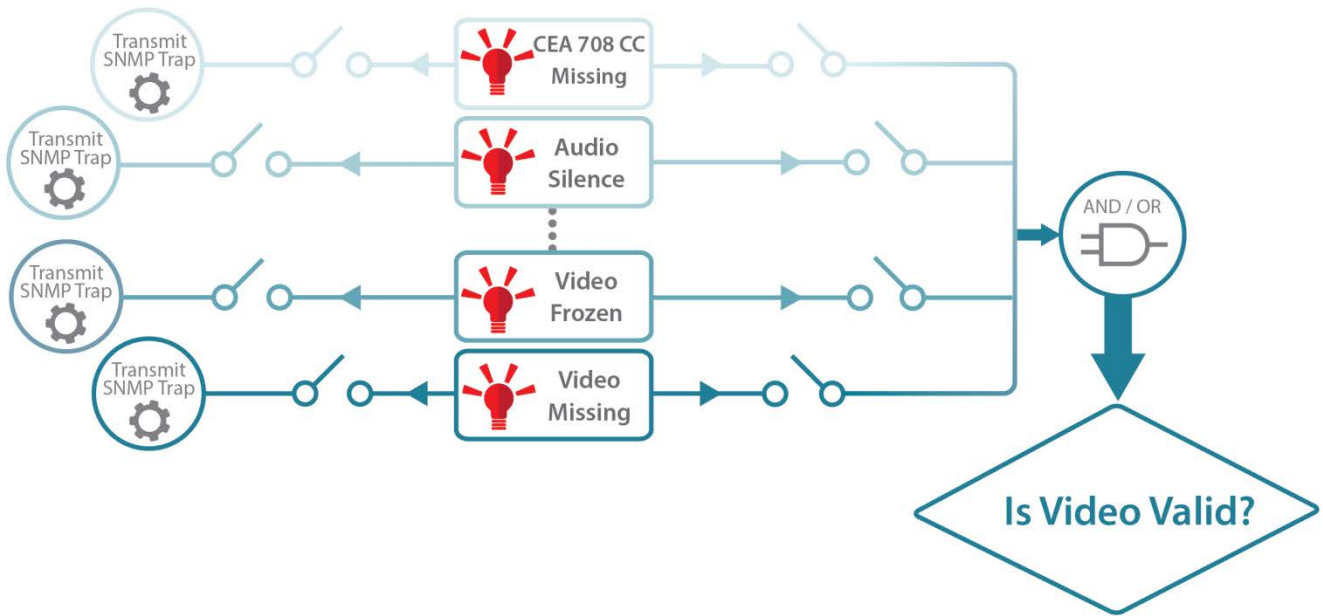 Transmit
SNMP Trap
CEA 708 CC
Missing
Transmit
SNMP Trap
Audio
Silence
AND / OR
Transmit
SNMP Trap
Video
Frozen
Transmit
SNMP Trap
Video
Missing
Is Video Valid?